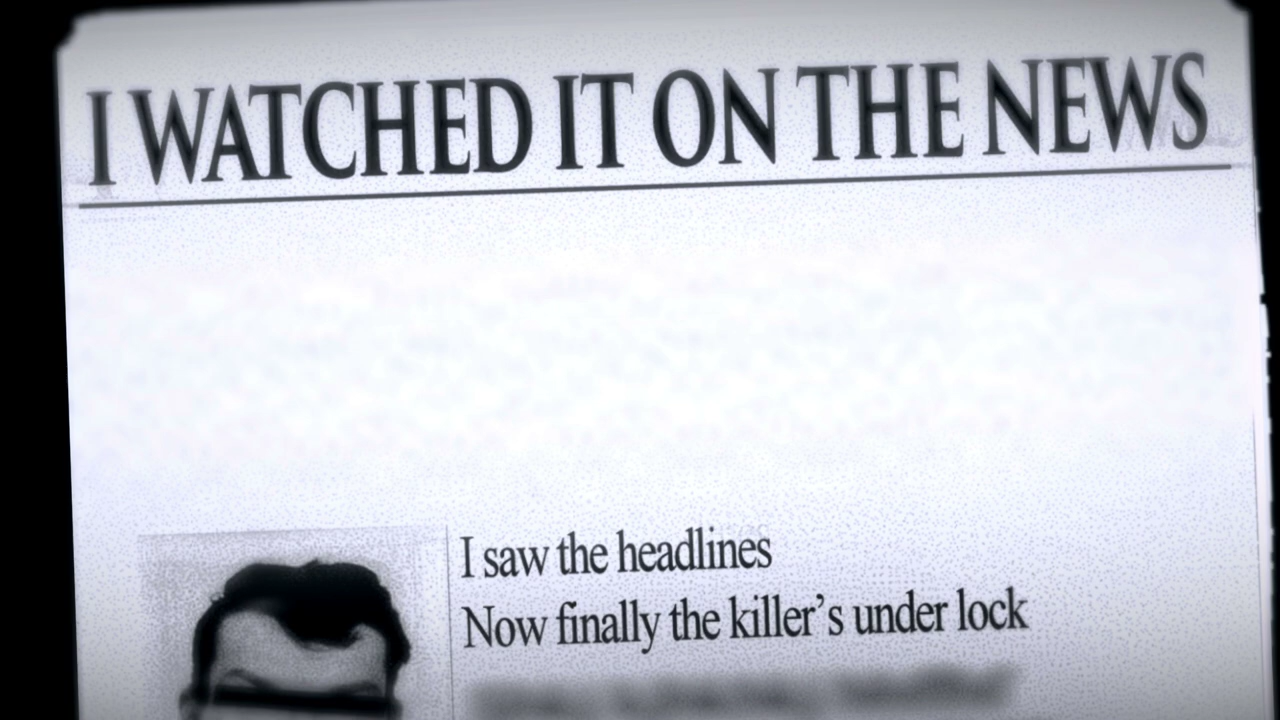 I WATCHED IT ON THE NEWS
I saw the headlines
Now finally the killer’s under lock